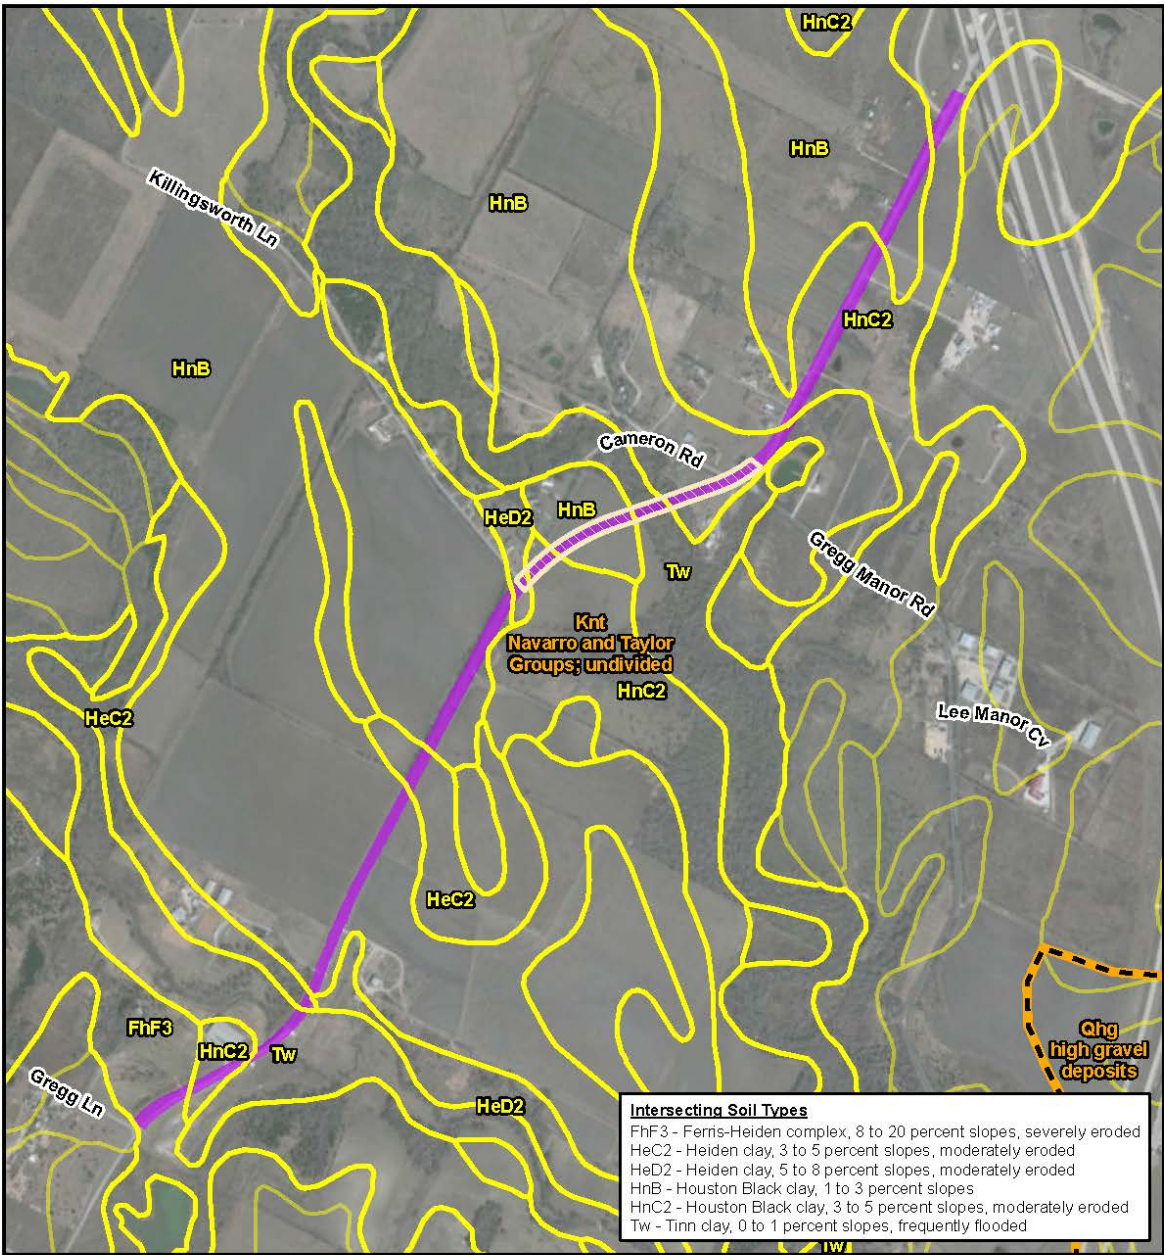 HnC2
HnB
Killingsworth Ln
HnB
HnC2
HnB
Cameron Rd
HnB
HeD2
Gregg Manor Rd
Tw
Knt
Navarro and Taylor
Groups; undivided
HnC2
HeC2
Lee Manor Cv
HeC2
FhF3
HnC2
Tw
Qhg
high gravel
deposits
Gregg Ln
HeD2
Intersecting Soil Types
FhF3 - Ferris-Heiden complex, 8 to 20 percent slopes, severely eroded
HeC2 - Heiden clay, 3 to 5 percent slopes, moderately eroded
HeD2 - Heiden clay, 5 to 8 percent slopes, moderately eroded
HnB - Houston Black clay, 1 to 3 percent slopes
HnC2 - Houston Black clay, 3 to 5 percent slopes, moderately eroded
Tw - Tinn clay, 0 to 1 percent slopes, frequently flooded
Tw